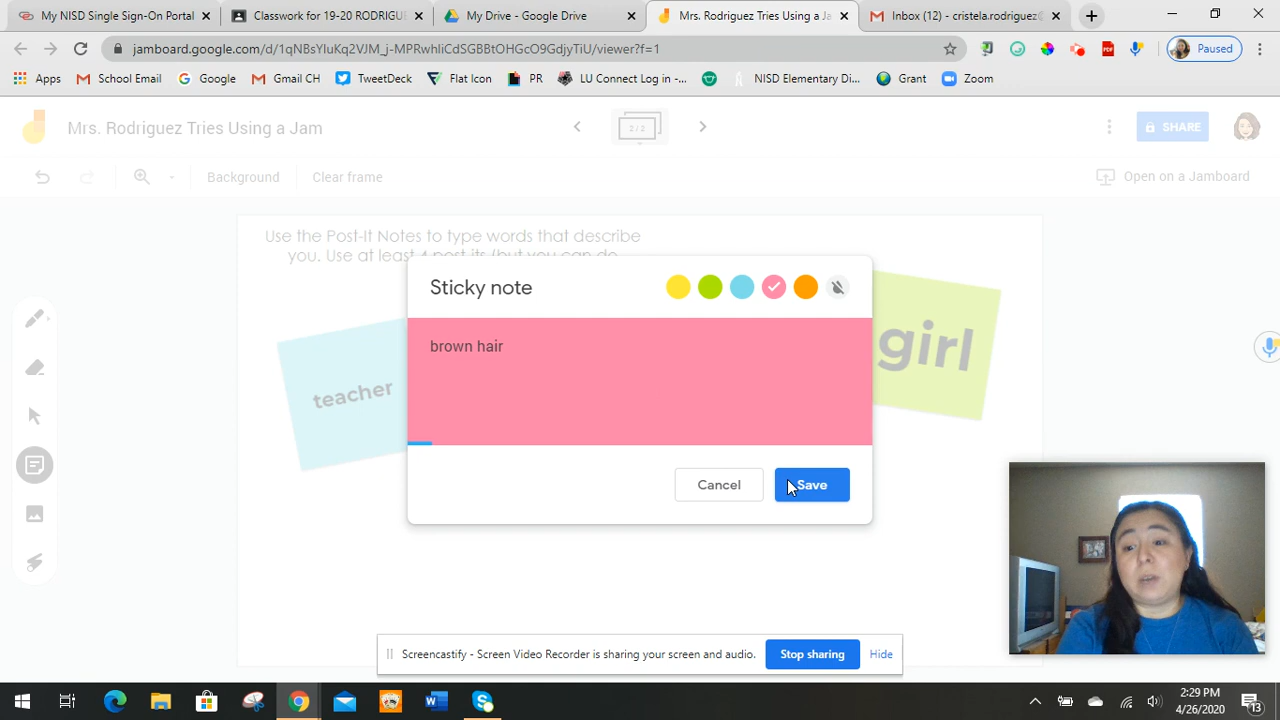 My NISD Single Sign-On Portal
Classwork for 19-20 RODRIGUE
My Drive - Google Drive
Mrs. Rodriguez Tries Using a Ja
Inbox (12) - cristela.rodriguez@
jamboard.google.com/d/1qNBsYIuKq2VJM_j-MPRwhIiCdSGBBtOHGcO9GdjyTiU/viewer?f=1
Paused
Apps
School Email
Google
Gmail CH
TweetDeck
Flat Icon
PR
LU Connect Log in -...
NISD Elementary Di...
Grant
Zoom
Mrs. Rodriguez Tries Using a Jam
2 / 2
SHARE
Background
Clear frame
Open on a Jamboard
Use the Post-It Notes to type words that describe
you. Use at least 4 post its (but you can do
Sticky note
brown hair
teacher
girl
Cancel
Save
Screencastify - Screen Video Recorder is sharing your screen and audio.
Stop sharing
Hide
2:29 PM
4/26/2020
13